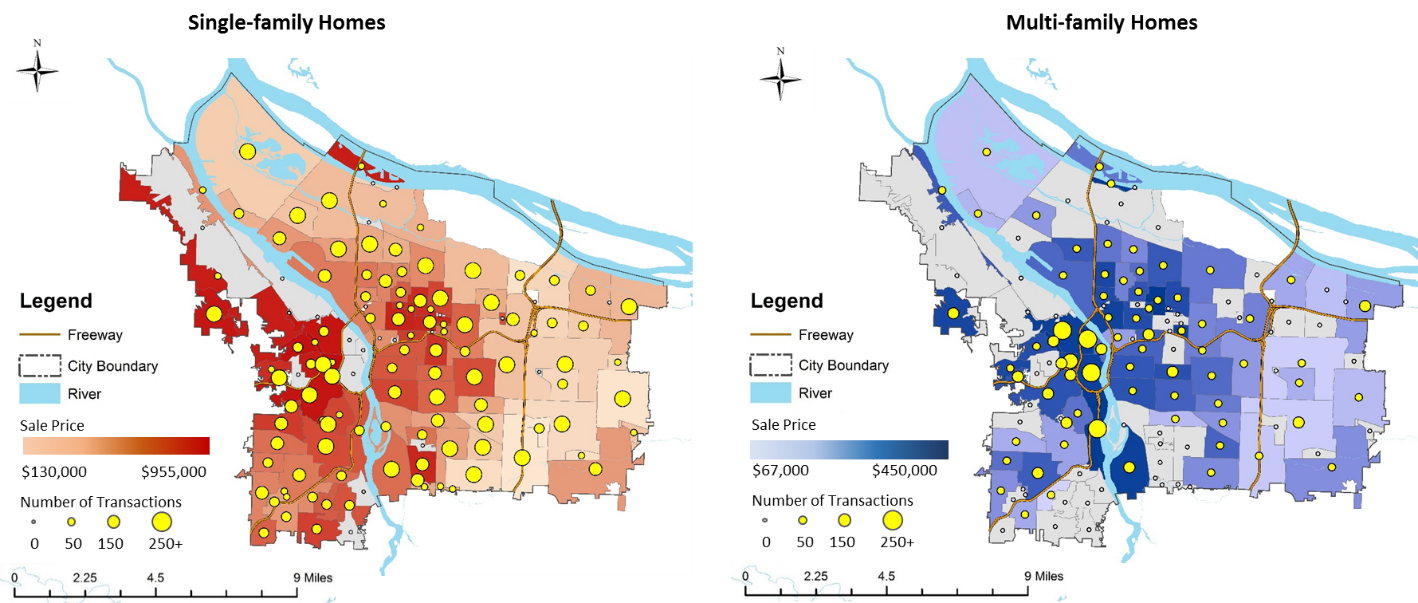 Single-family Homes
N
Legend
Freeway
City Boundary
River
Sale Price
$130,000 $955,000
Number of Transactions
0 50 150 250+
0 2.25 4.5 9 Miles
Multi-family Homes
N
Legend
Freeway
City Boundary
River
Sale Price
$67,000 $450,000
Number of Transactions
0 50 150 250+
0 2.25 4.5 9 Miles